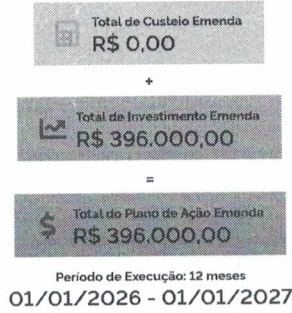 Total de Custeio Emenda
R$ 0,00
+
Total de Investimento Emenda
R$ 396.000,00
=
Total do Plano de Ação Emenda
R$ 396.000,00
Período de Execução: 12 meses
01/01/2026 - 01/01/2027